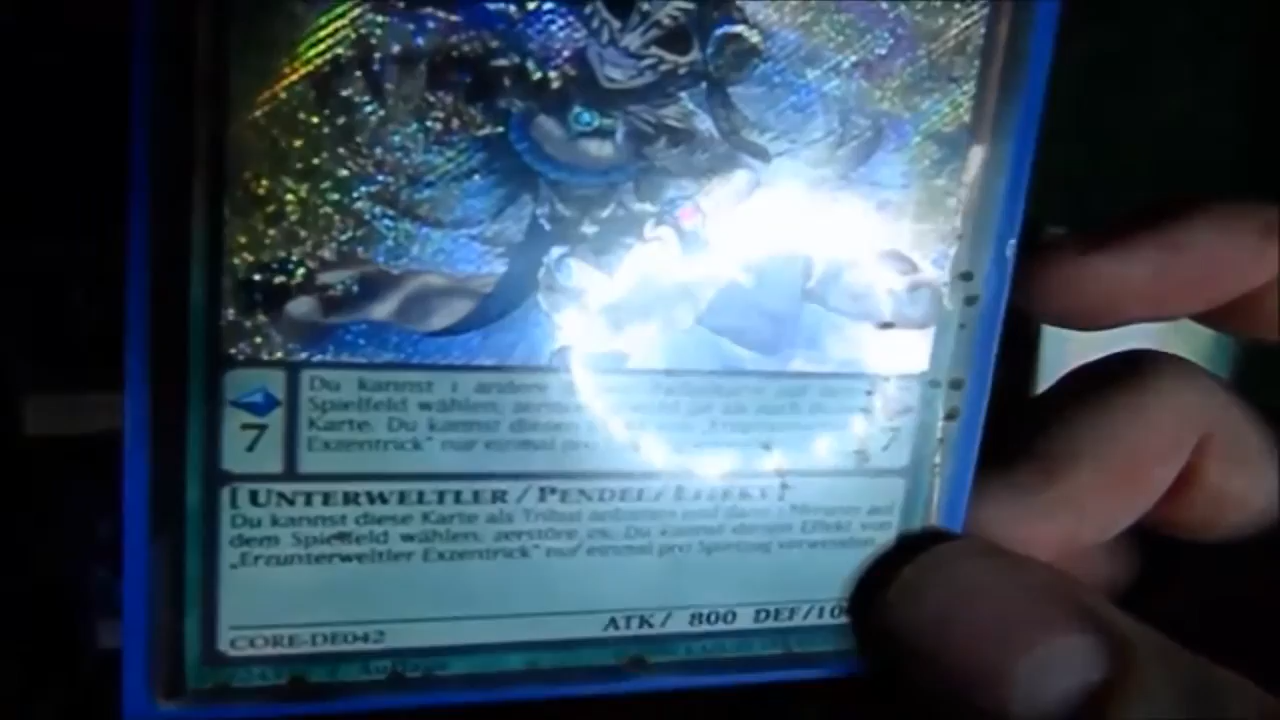 Du kannst 1 andere
Spielfeld wählen; zerstöre
Karte. Du kannst diesen
Exzentrick" nur einmal pro
7
7
[UNTERWELTLER/PENDEL/EFFEKT]
Du kannst diese Karte als Tribut anbieten und dann 1 Monster auf
dem Spielfeld wählen; zerstöre es. Du kannst diesen Effekt von
„Erzunterweltler Exzentrick" nur einmal pro Spielzug verwenden.
ATK/ 800 DEF/10
CORE-DE042
Auflage